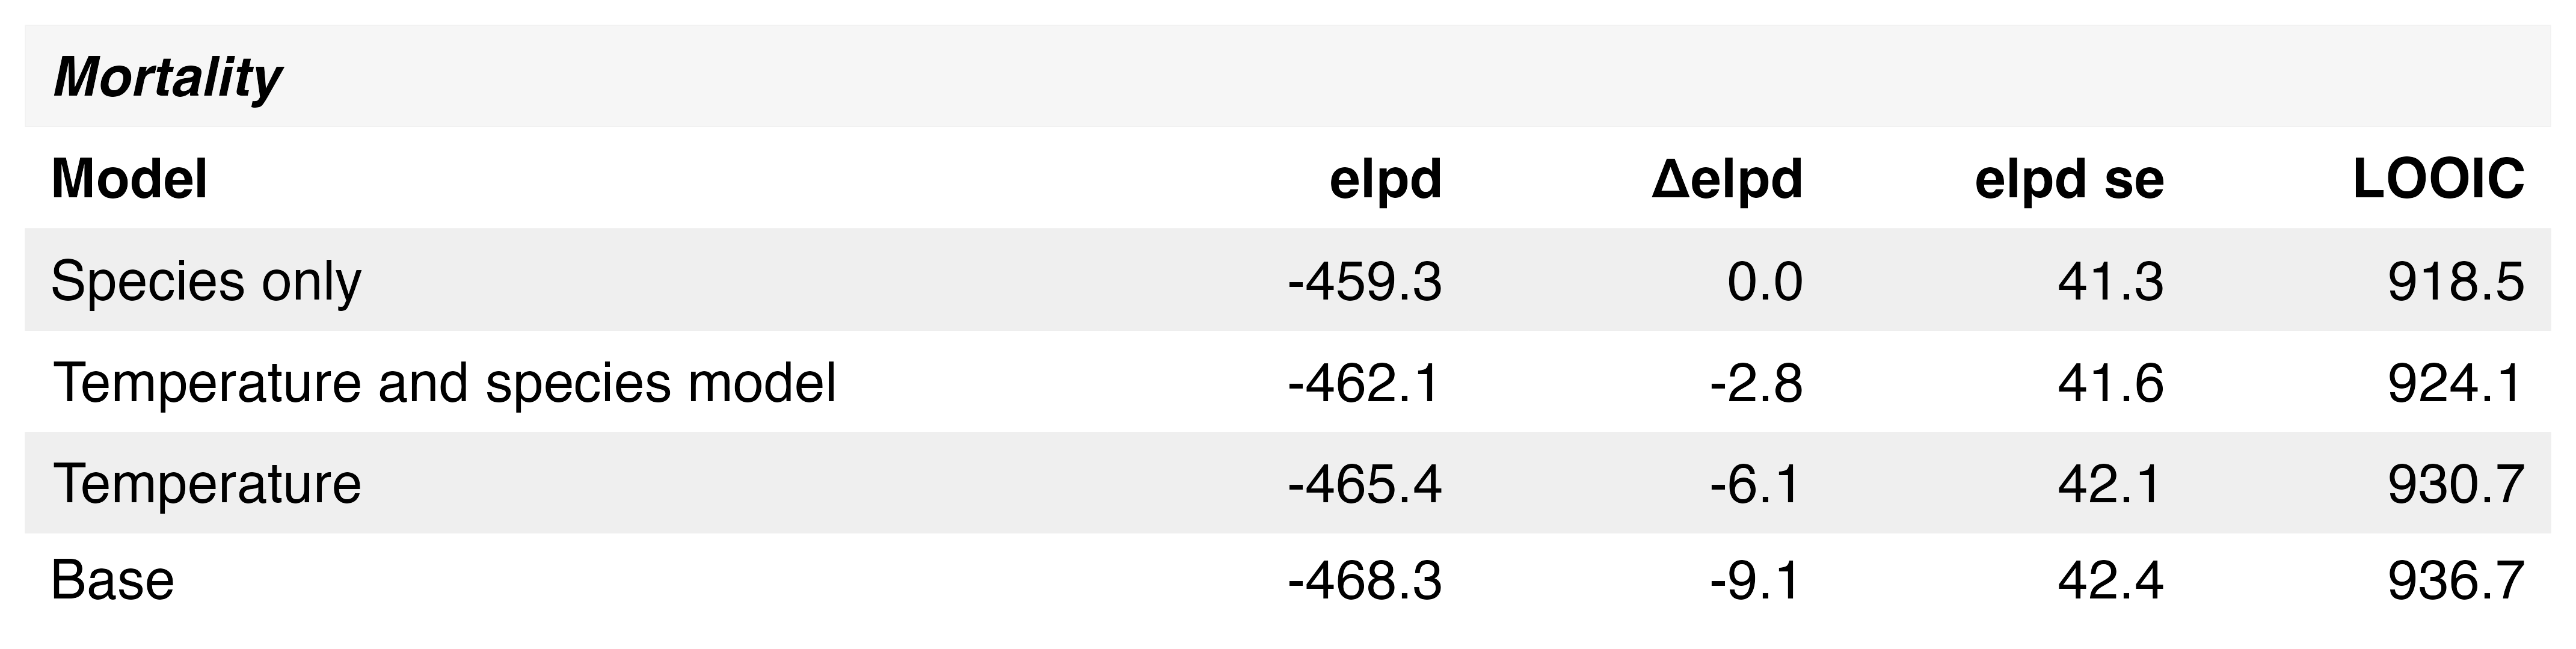 Mortality
Model elpd Δelpd elpd se LOOIC
Species only -459.3 0.0 41.3 918.5
Temperature and species model -462.1 -2.8 41.6 924.1
Temperature -465.4 -6.1 42.1 930.7
Base -468.3 -9.1 42.4 936.7